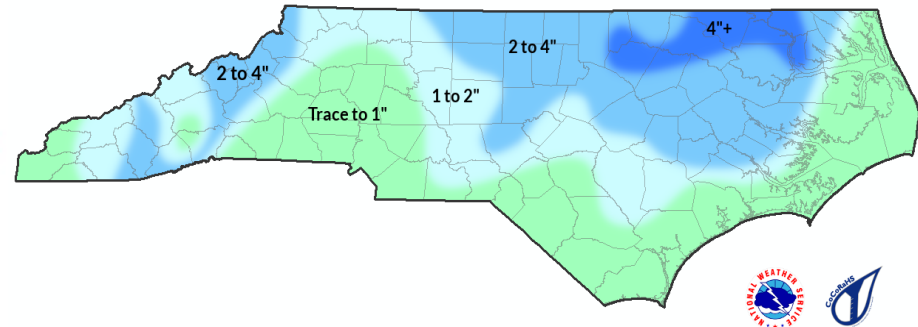 4"+
2 to 4"
2 to 4"
1 to 2"
Trace to 1"
NATIONAL WEATHER SERVICE
CoCoRaHS